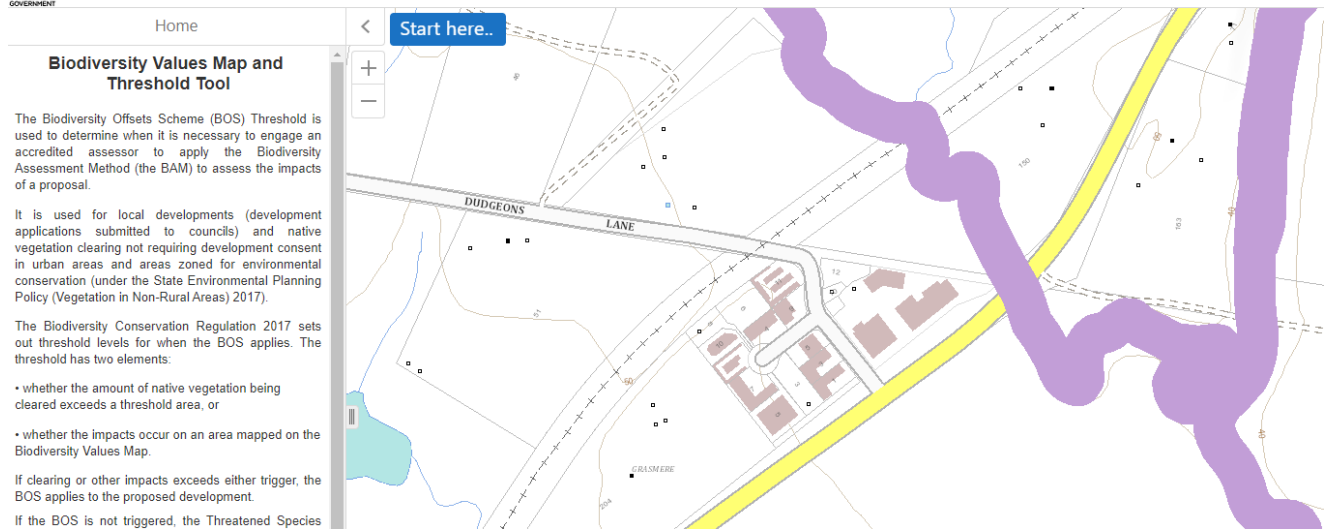 GOVERNMENT
Home
Start here..
Biodiversity Values Map and
Threshold Tool
The Biodiversity Offsets Scheme (BOS) Threshold is
used to determine when it is necessary to engage an
accredited assessor to apply the Biodiversity
Assessment Method (the BAM) to assess the impacts
of a proposal.
It is used for local developments (development
applications submitted to councils) and native
vegetation clearing not requiring development consent
in urban areas and areas zoned for environmental
conservation (under the State Environmental Planning
Policy (Vegetation in Non-Rural Areas) 2017).
The Biodiversity Conservation Regulation 2017 sets
out threshold levels for when the BOS applies. The
threshold has two elements:
• whether the amount of native vegetation being
cleared exceeds a threshold area, or
• whether the impacts occur on an area mapped on the
Biodiversity Values Map.
If clearing or other impacts exceeds either trigger, the
BOS applies to the proposed development.
If the BOS is not triggered, the Threatened Species
46
DUDGEONS LANE
150
50
40
163
12
51
60
GRASMERE
204
40